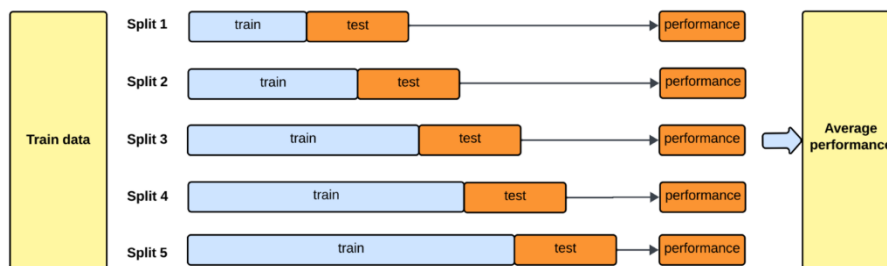 Train data
Split 1
train
test
performance
Split 2
train
test
performance
Split 3
train
test
performance
Split 4
train
test
performance
Split 5
train
test
performance
Average
performance